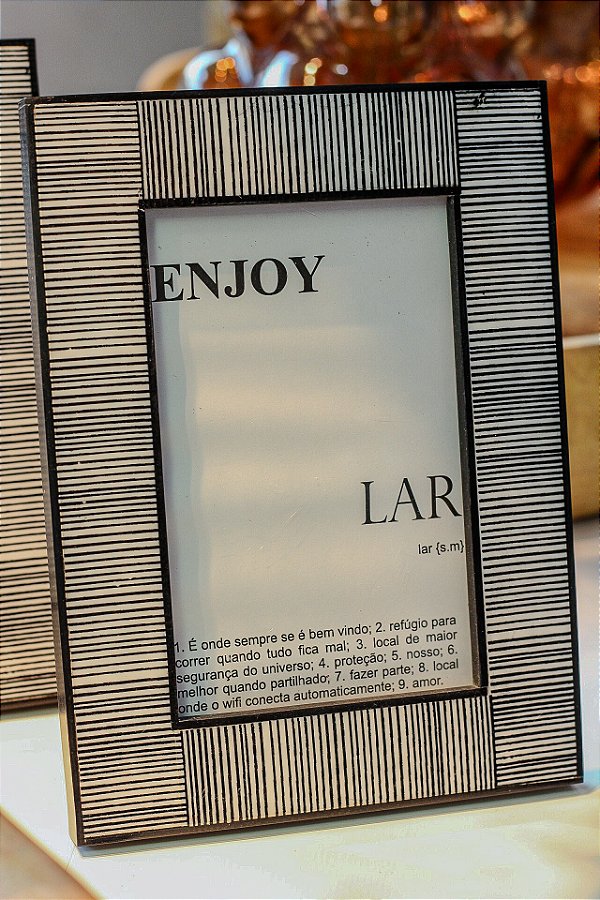 ENJOY
LAR
lar {s.m}
1. É onde sempre se é bem vindo; 2. refúgio para
correr quando tudo fica mal; 3. local de maior
segurança do universo; 4. proteção; 5. nosso; 6.
melhor quando partilhado; 7. fazer parte; 8. local
onde o wifi conecta automaticamente; 9. amor.